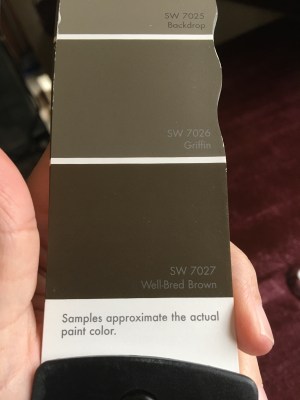 SW 7025
Backdrop
SW 7026
Griffin
SW 7027
Well-Bred Brown
Samples approximate the actual
paint color.